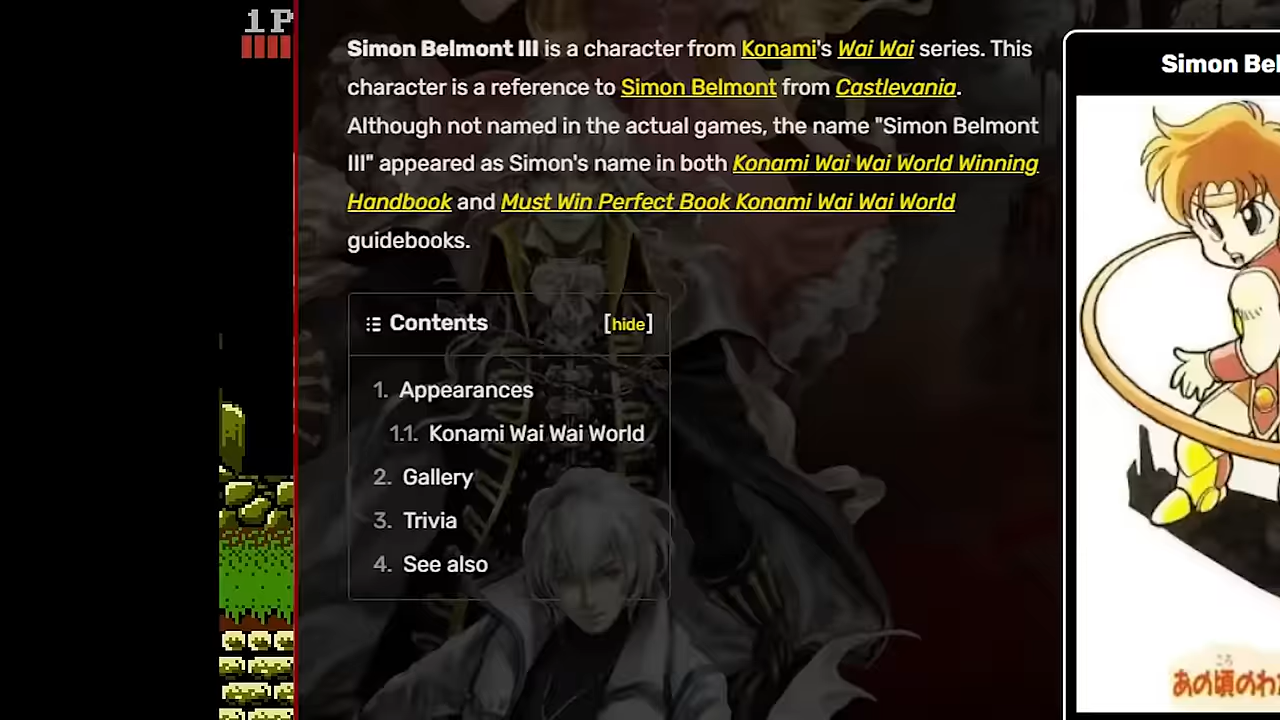 1P
Simon Belmont III is a character from Konami's Wai Wai series. This
character is a reference to Simon Belmont from Castlevania.
Although not named in the actual games, the name "Simon Belmont
III" appeared as Simon's name in both Konami Wai Wai World Winning
Handbook and Must Win Perfect Book Konami Wai Wai World
guidebooks.
Contents [hide]
1. Appearances
1.1. Konami Wai Wai World
2. Gallery
3. Trivia
4. See also
Simon Bel
ころ
あの頃のわ